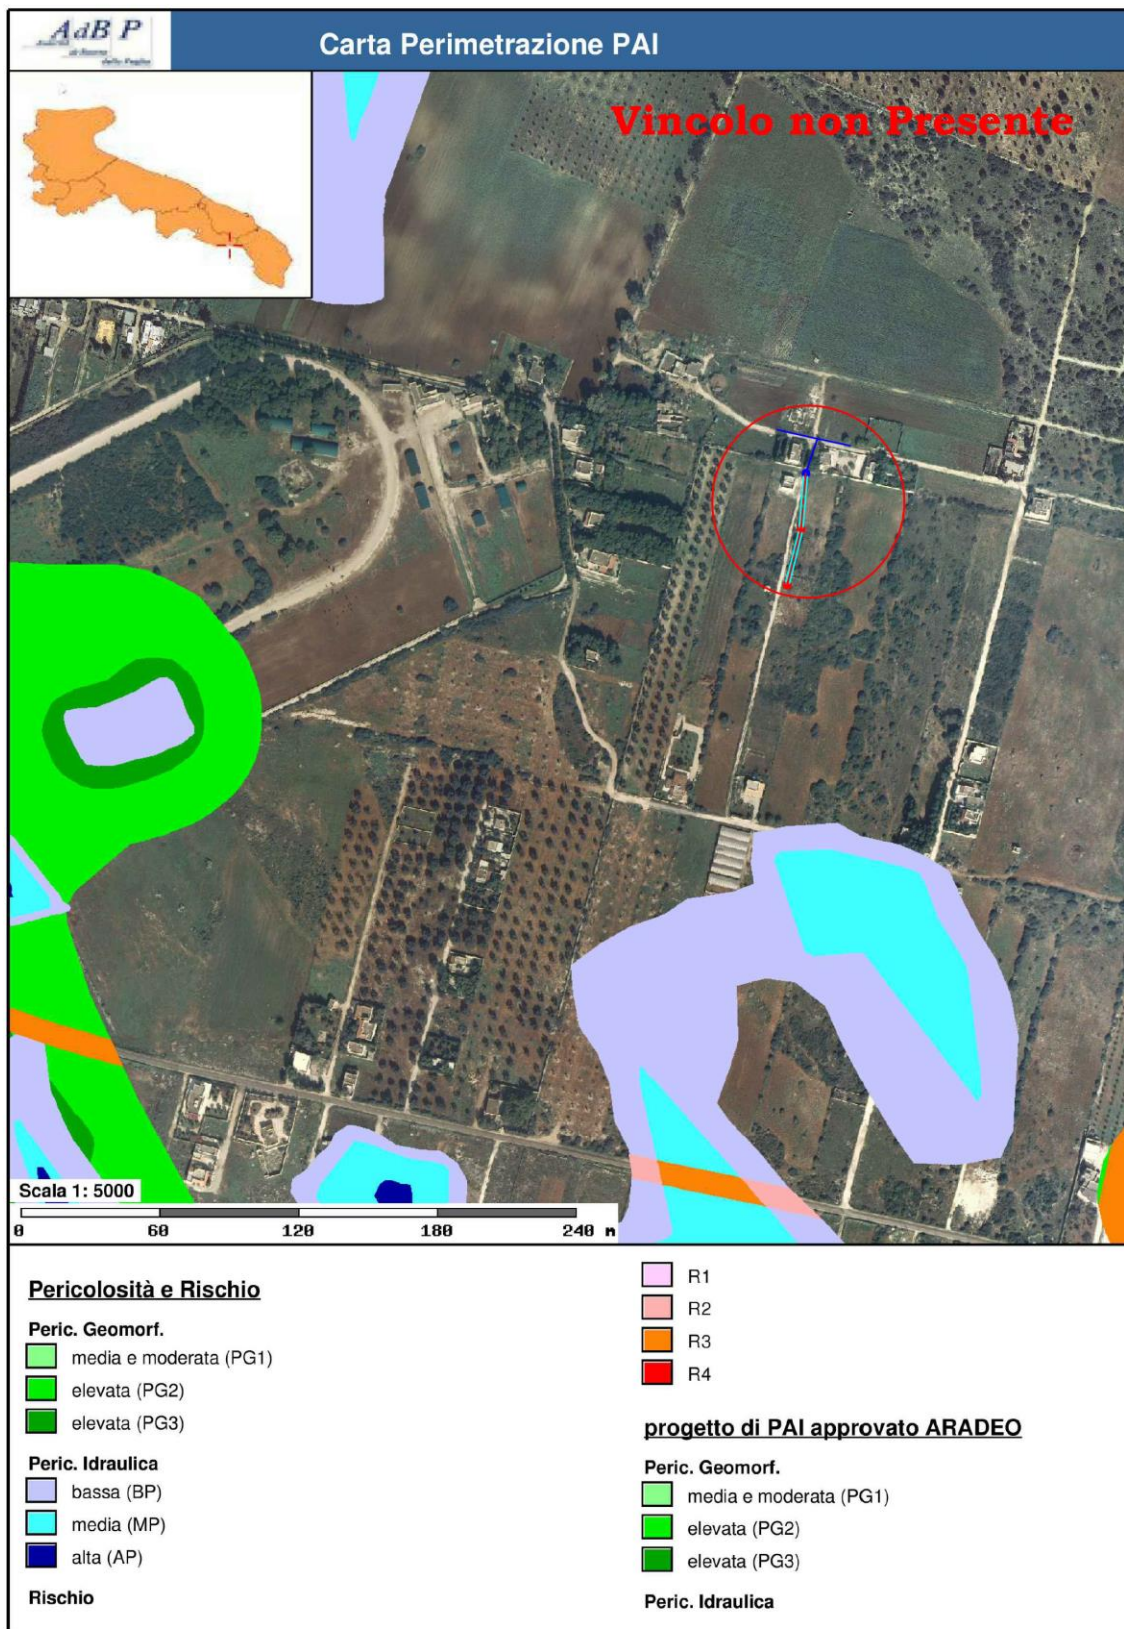 AdB P
Carta Perimetrazione PAI
Vincolo non Presente
Scala 1: 5000
0 60 120 180 240 m
Pericolosità e Rischio
Peric. Geomorf.
media e moderata (PG1)
elevata (PG2)
elevata (PG3)
Peric. Idraulica
bassa (BP)
media (MP)
alta (AP)
Rischio
R1
R2
R3
R4
progetto di PAI approvato ARADEO
Peric. Geomorf.
media e moderata (PG1)
elevata (PG2)
elevata (PG3)
Peric. Idraulica